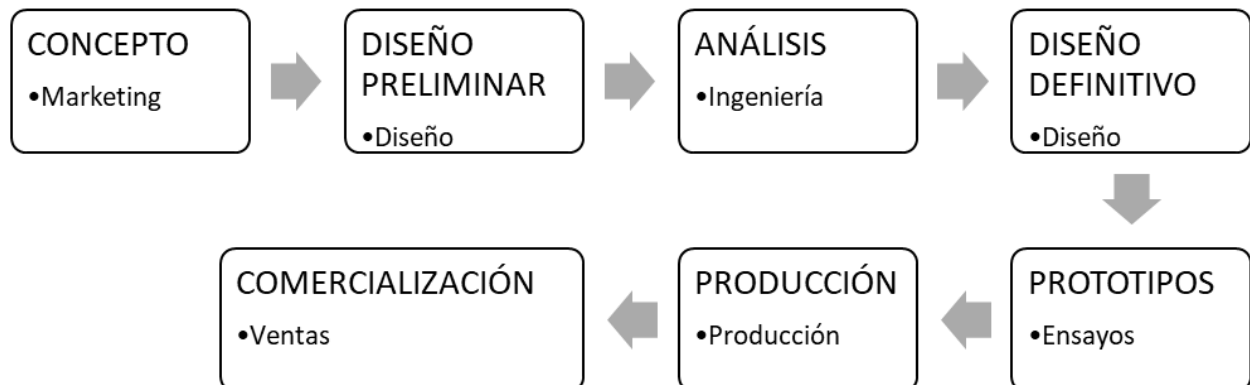 CONCEPTO
•Marketing
DISEÑO
PRELIMINAR
•Diseño
ANÁLISIS
•Ingeniería
DISEÑO
DEFINITIVO
•Diseño
PROTOTIPOS
•Ensayos
PRODUCCIÓN
•Producción
COMERCIALIZACIÓN
•Ventas